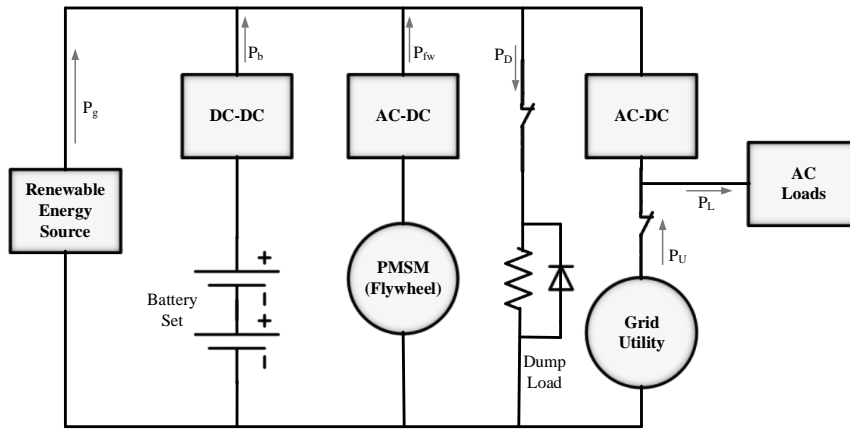 P_g
P_b
P_fw
P_D
DC-DC
AC-DC
AC-DC
Renewable
Energy
Source
AC
Loads
P_L
P_U
+
-
+
-
Battery
Set
PMSM
(Flywheel)
Grid
Utility
Dump
Load